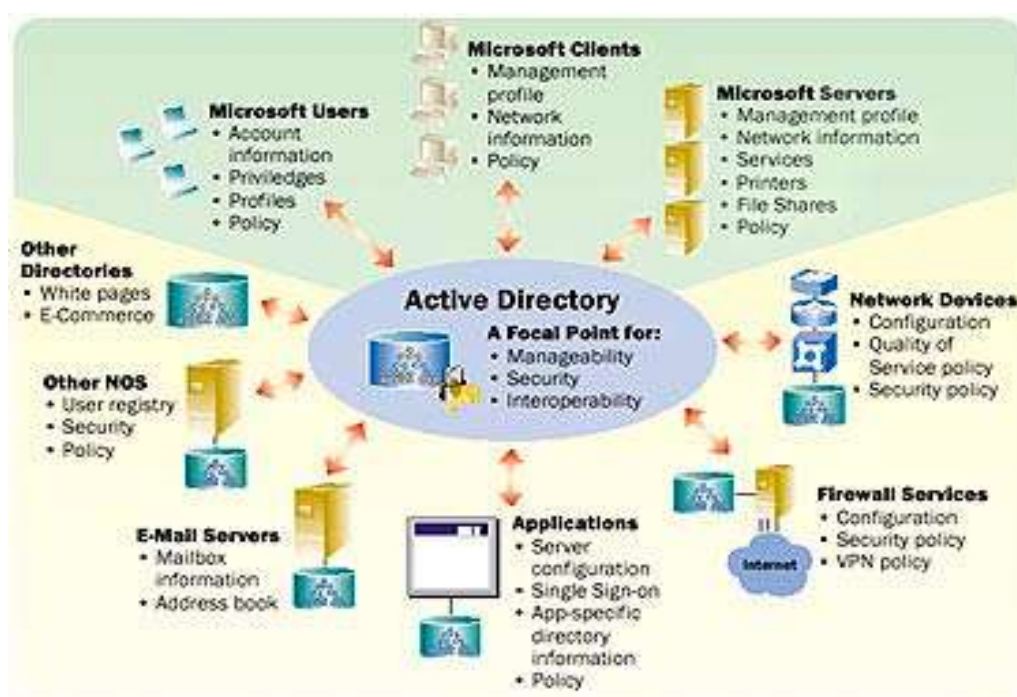 Microsoft Clients
• Management
profile
• Network
information
• Policy
Microsoft Users
• Account
information
• Priviledges
• Profiles
• Policy
Microsoft Servers
• Management profile
• Network information
• Services
• Printers
• File Shares
• Policy
Other
Directories
• White pages
• E-Commerce
Active Directory
A Focal Point for:
• Manageability
• Security
• Interoperability
Network Devices
• Configuration
• Quality of
Service policy
• Security policy
Other NOS
• User registry
• Security
• Policy
E-Mail Servers
• Mailbox
information
• Address book
Applications
• Server
configuration
• Single Sign-on
• App-specific
directory
information
• Policy
Firewall Services
• Configuration
• Security policy
• VPN policy
Internet